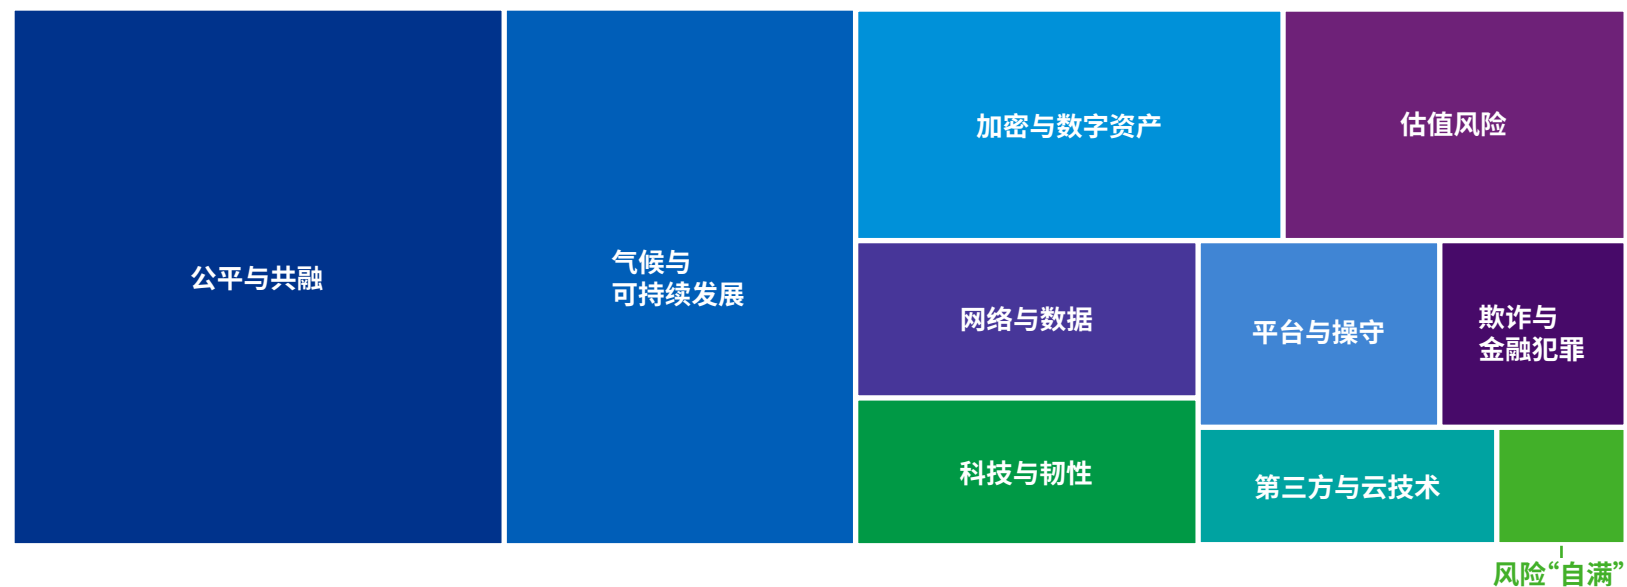 公平与共融
气候与
可持续发展
加密与数字资产
估值风险
网络与数据
平台与操守
欺诈与
金融犯罪
科技与韧性
第三方与云技术
风险“自满”